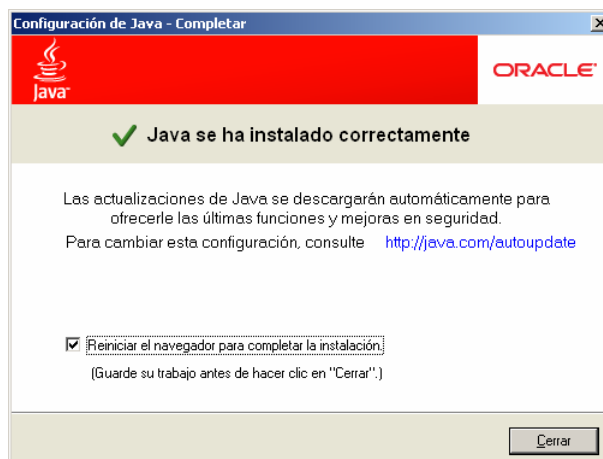 Configuración de Java - Completar
Java
ORACLE
Java se ha instalado correctamente
Las actualizaciones de Java se descargarán automáticamente para
ofrecerle las últimas funciones y mejoras en seguridad.
Para cambiar esta configuración, consulte http://java.com/autoupdate
Reiniciar el navegador para completar la instalación.
(Guarde su trabajo antes de hacer clic en "Cerrar".)
Cerrar